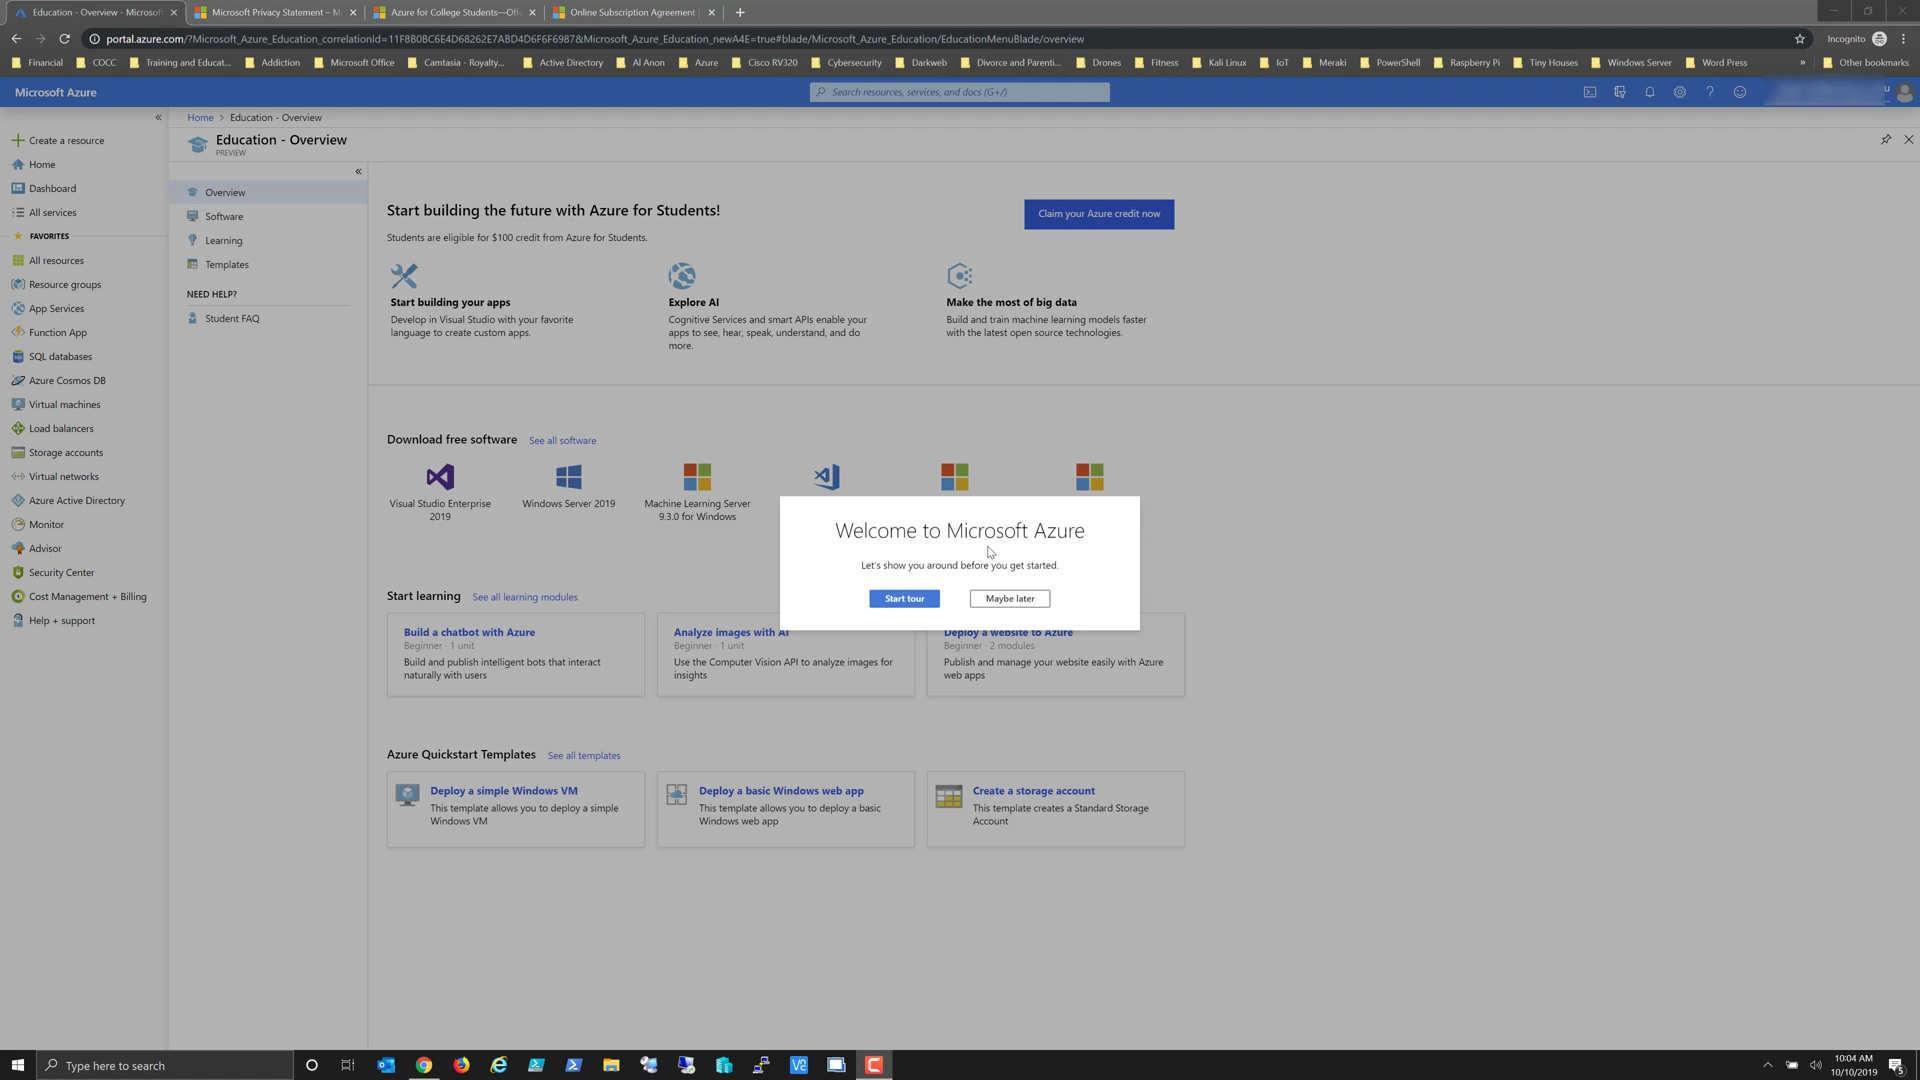 Education - Overview - Microsoft
Microsoft Privacy Statement – M
Azure for College Students—Off
Online Subscription Agreement |
portal.azure.com/?Microsoft_Azure_Education_correlationId=11F8B0BC6E4D68262E7ABD4D6F6F6987&Microsoft_Azure_Education_newA4E=true#blade/Microsoft_Azure_Education/EducationMenuBlade/overview
Incognito
Financial
COCC
Training and Educat...
Addiction
Microsoft Office
Camtasia - Royalty...
Active Directory
Al Anon
Azure
Cisco RV320
Cybersecurity
Darkweb
Divorce and Parenti...
Drones
Fitness
Kali Linux
IoT
Meraki
PowerShell
Raspberry Pi
Tiny Houses
Windows Server
Word Press
»
Other bookmarks
Microsoft Azure
Search resources, services, and docs (G+/)
Home > Education - Overview
Education - Overview
PREVIEW
Create a resource
Home
Dashboard
All services
FAVORITES
All resources
Resource groups
App Services
Function App
SQL databases
Azure Cosmos DB
Virtual machines
Load balancers
Storage accounts
Virtual networks
Azure Active Directory
Monitor
Advisor
Security Center
Cost Management + Billing
Help + support
Overview
Software
Learning
Templates
NEED HELP?
Student FAQ
Start building the future with Azure for Students!
Claim your Azure credit now
Students are eligible for $100 credit from Azure for Students.
Start building your apps
Develop in Visual Studio with your favorite
language to create custom apps.
Explore AI
Cognitive Services and smart APIs enable your
apps to see, hear, speak, understand, and do
more.
Make the most of big data
Build and train machine learning models faster
with the latest open source technologies.
Download free software
See all software
Visual Studio Enterprise
2019
Windows Server 2019
Machine Learning Server
9.3.0 for Windows
Welcome to Microsoft Azure
Let's show you around before you get started.
Start tour
Maybe later
Start learning
See all learning modules
Build a chatbot with Azure
Beginner · 1 unit
Build and publish intelligent bots that interact
naturally with users
Analyze images with AI
Beginner · 1 unit
Use the Computer Vision API to analyze images for
insights
Deploy a website to Azure
Beginner · 2 modules
Publish and manage your website easily with Azure
web apps
Azure Quickstart Templates
See all templates
Deploy a simple Windows VM
This template allows you to deploy a simple
Windows VM
Deploy a basic Windows web app
This template allows you to deploy a basic
Windows web app
Create a storage account
This template creates a Standard Storage
Account
Type here to search
10:04 AM
10/10/2019
5